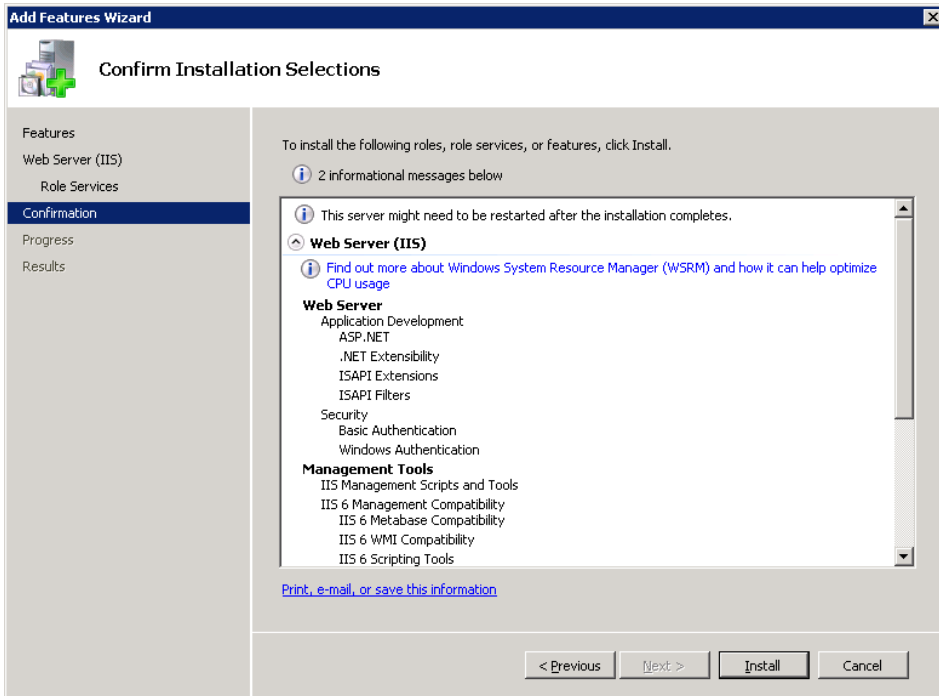 Add Features Wizard
Confirm Installation Selections
Features
Web Server (IIS)
Role Services
Confirmation
Progress
Results
To install the following roles, role services, or features, click Install.
2 informational messages below
This server might need to be restarted after the installation completes.
Web Server (IIS)
Find out more about Windows System Resource Manager (WSRM) and how it can help optimize
CPU usage
Web Server
Application Development
ASP.NET
.NET Extensibility
ISAPI Extensions
ISAPI Filters
Security
Basic Authentication
Windows Authentication
Management Tools
IIS Management Scripts and Tools
IIS 6 Management Compatibility
IIS 6 Metabase Compatibility
IIS 6 WMI Compatibility
IIS 6 Scripting Tools
Print, e-mail, or save this information
< Previous
Next >
Install
Cancel